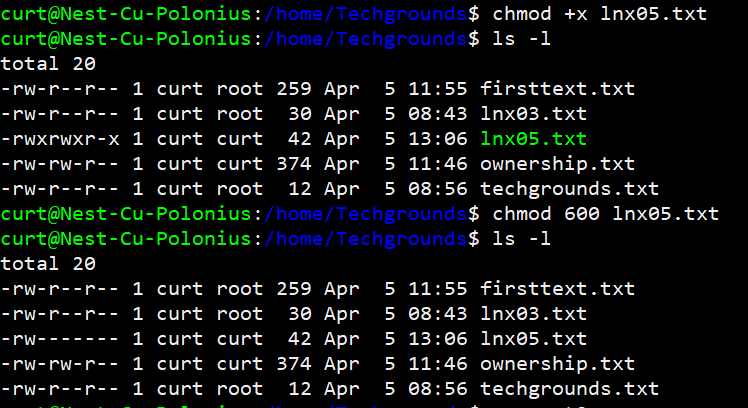 curt@Nest-Cu-Polonius:/home/Techgrounds$ chmod +x lnx05.txt
curt@Nest-Cu-Polonius:/home/Techgrounds$ ls -l
total 20
-rw-r--r-- 1 curt root 259 Apr  5 11:55 firsttext.txt
-rw-r--r-- 1 curt root  30 Apr  5 08:43 lnx03.txt
-rwxrwxr-x 1 curt curt  42 Apr  5 13:06 lnx05.txt
-rw-rw-r-- 1 curt curt 374 Apr  5 11:46 ownership.txt
-rw-r--r-- 1 curt root  12 Apr  5 08:56 techgrounds.txt
curt@Nest-Cu-Polonius:/home/Techgrounds$ chmod 600 lnx05.txt
curt@Nest-Cu-Polonius:/home/Techgrounds$ ls -l
total 20
-rw-r--r-- 1 curt root 259 Apr  5 11:55 firsttext.txt
-rw-r--r-- 1 curt root  30 Apr  5 08:43 lnx03.txt
-rw------- 1 curt curt  42 Apr  5 13:06 lnx05.txt
-rw-rw-r-- 1 curt curt 374 Apr  5 11:46 ownership.txt
-rw-r--r-- 1 curt root  12 Apr  5 08:56 techgrounds.txt